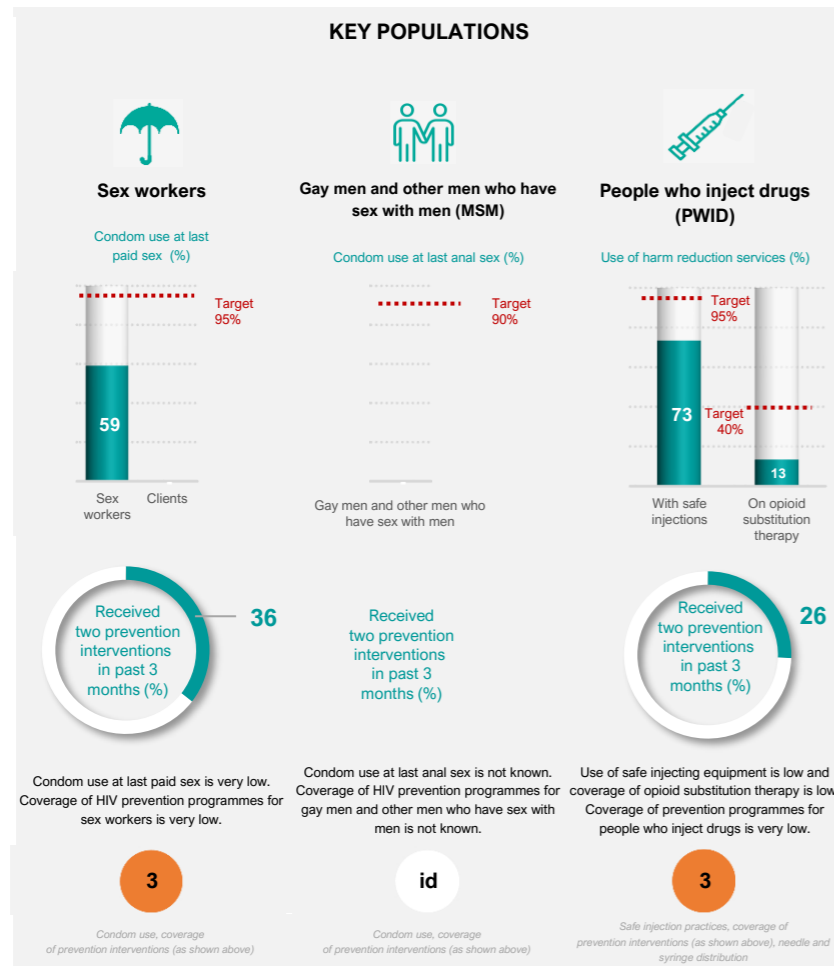 KEY POPULATIONS
Sex workers
Condom use at last
paid sex (%)
Target
95%
59
Sex
workers
Clients
Received
two prevention
interventions
in past 3
months (%)
36
Condom use at last paid sex is very low.
Coverage of HIV prevention programmes for
sex workers is very low.
3
Condom use, coverage
of prevention interventions (as shown above)
Gay men and other men who have
sex with men (MSM)
Condom use at last anal sex (%)
Target
90%
Gay men and other men who
have sex with men
Received
two prevention
interventions
in past 3
months (%)
Condom use at last anal sex is not known.
Coverage of HIV prevention programmes for
gay men and other men who have sex with
men is not known.
id
Condom use, coverage
of prevention interventions (as shown above)
People who inject drugs
(PWID)
Use of harm reduction services (%)
Target
95%
73
Target
40%
13
With safe
injections
On opioid
substitution
therapy
Received
two prevention
interventions
in past 3
months (%)
26
Use of safe injecting equipment is low and
coverage of opioid substitution therapy is low
Coverage of prevention programmes for
people who inject drugs is very low.
3
Safe injection practices, coverage of
prevention interventions (as shown above), needle and
syringe distribution